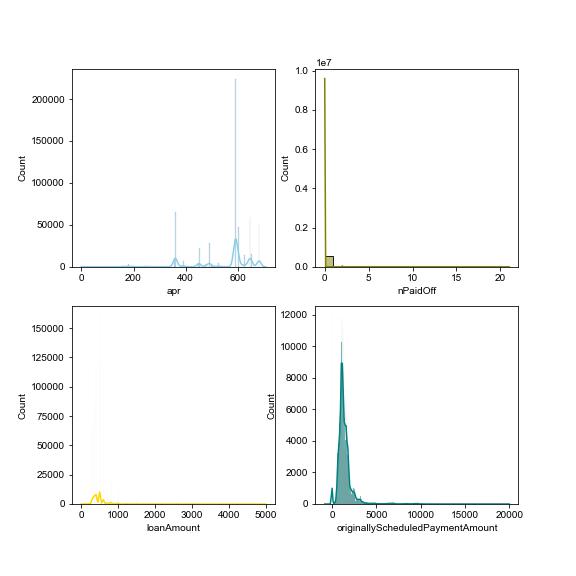 1e7
200000
150000
100000
50000
0
Count
0 200 400 600
apr
1.0
0.8
0.6
0.4
0.2
0.0
Count
0 5 10 15 20
nPaidOff
150000
125000
100000
75000
50000
25000
0
Count
0 1000 2000 3000 4000 5000
loanAmount
12000
10000
8000
6000
4000
2000
0
Count
0 5000 10000 15000 20000
originallyScheduledPaymentAmount